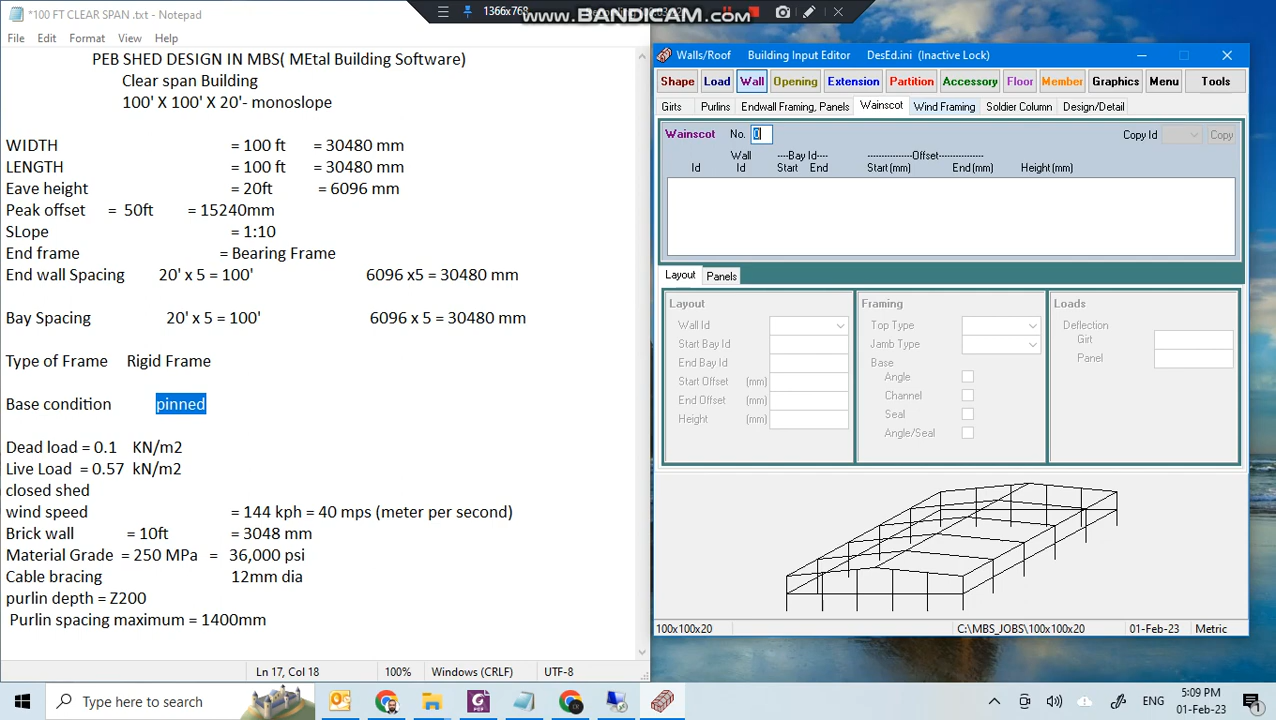 *100 FT CLEAR SPAN .txt - Notepad
File Edit Format View Help
PEB SHED DESIGN IN MBS( MEtal Building Software)
Clear span Building
100' X 100' X 20'- monoslope
WIDTH = 100 ft = 30480 mm
LENGTH = 100 ft = 30480 mm
Eave height = 20ft = 6096 mm
Peak offset = 50ft = 15240mm
SLope = 1:10
End frame = Bearing Frame
End wall Spacing 20' x 5 = 100' 6096 x5 = 30480 mm
Bay Spacing 20' x 5 = 100' 6096 x 5 = 30480 mm
Type of Frame Rigid Frame
Base condition pinned
Dead load = 0.1 KN/m2
Live Load = 0.57 kN/m2
closed shed
wind speed = 144 kph = 40 mps (meter per second)
Brick wall = 10ft = 3048 mm
Material Grade = 250 MPa = 36,000 psi
Cable bracing 12mm dia
purlin depth = Z200
Purlin spacing maximum = 1400mm
Ln 17, Col 18 100% Windows (CRLF) UTF-8
1366x768
www.BANDICAM.com
Walls/Roof Building Input Editor DesEd.ini (Inactive Lock)
Shape Load Wall Opening Extension Partition Accessory Floor Member Graphics Menu Tools
Girts Purlins Endwall Framing, Panels Wainscot Wind Framing Soldier Column Design/Detail
Wainscot No. 0 Copy Id Copy
Wall ----Bay Id---- ---------------Offset---------------
Id Id Start End Start (mm) End (mm) Height (mm)
Layout Panels
Layout Framing Loads
Wall Id Top Type Deflection
Start Bay Id Jamb Type Girt
End Bay Id Base Panel
Start Offset (mm) Angle
End Offset (mm) Channel
Height (mm) Seal
Angle/Seal
100x100x20 C:\MBS_JOBS\100x100x20 01-Feb-23 Metric
Type here to search
ENG
5:09 PM
01-Feb-23